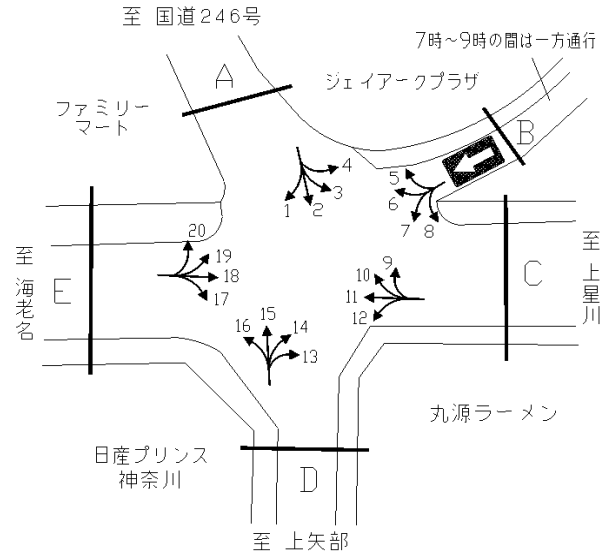 至 国道246号
7時～9時の間は一方通行
A
ジェイアークプラザ
ファミリー
マート
B
4
3
1
2
5
6
7
8
20
19
18
17
9
10
11
12
至 海老名
E
C
至 上星川
16
15
14
13
丸源ラーメン
日産プリンス
神奈川
D
至 上矢部